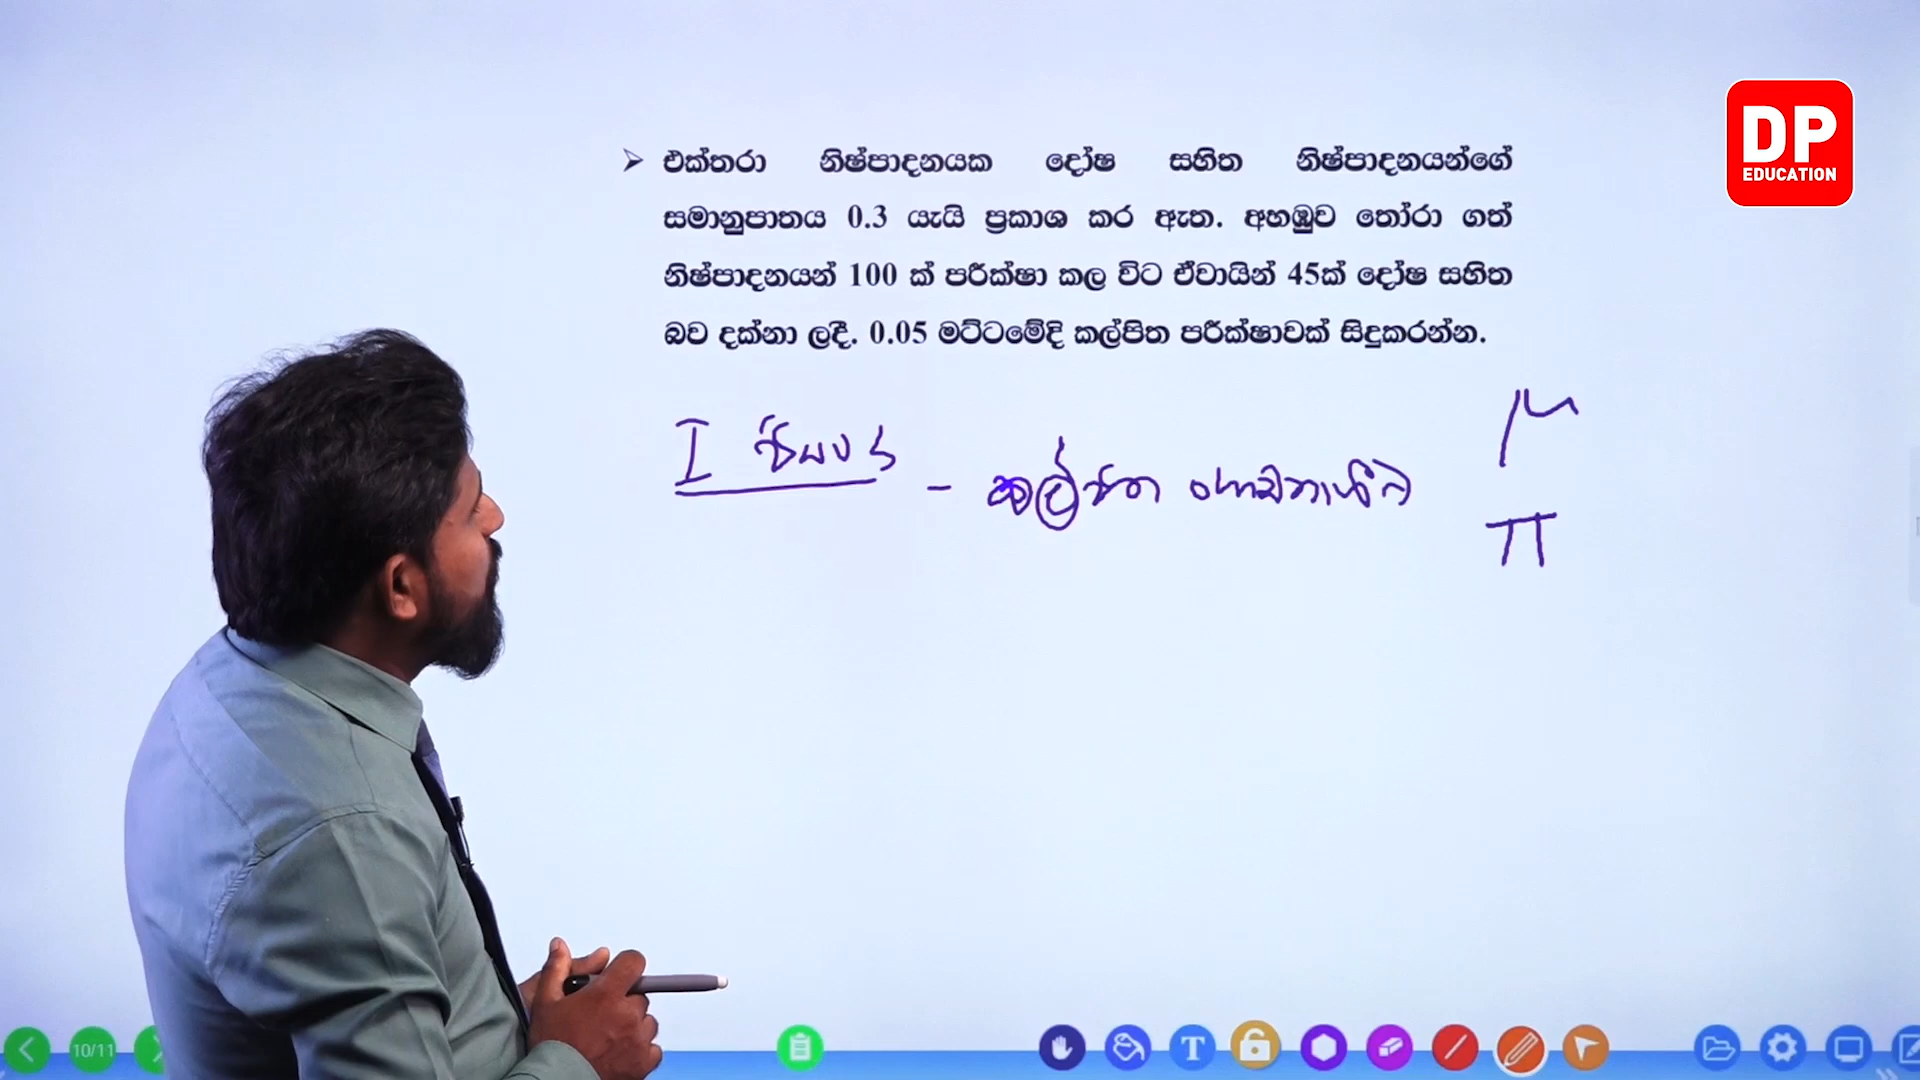 DP
EDUCATION
➢ එක්තරා නිෂ්පාදනයක දෝෂ සහිත නිෂ්පාදනයන්ගේ
සමානුපාතය 0.3 යැයි ප්‍රකාශ කර ඇත. අහඹුව තෝරා ගත්
නිෂ්පාදනයන් 100 ක් පරීක්ෂා කල විට ඒවායින් 45ක් දෝෂ සහිත
බව දක්නා ලදී. 0.05 මට්ටමේදි කල්පිත පරීක්ෂාවක් සිදුකරන්න.
I පියවර - කල්පිත ගොඩනැගීම
μ
π
10/11
T